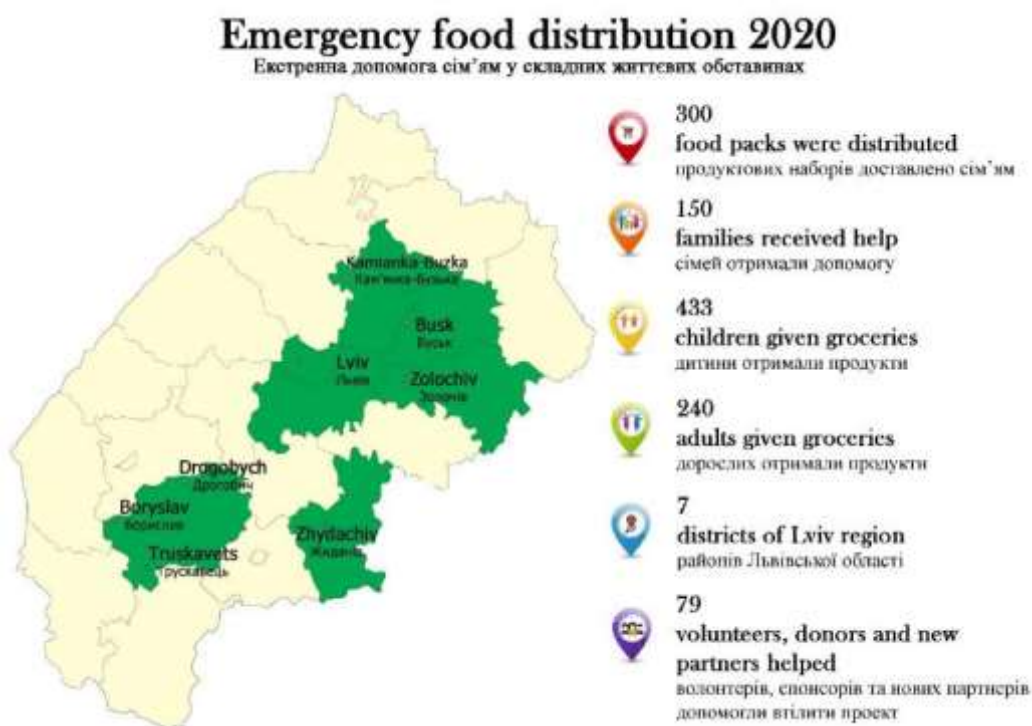 Emergency food distribution 2020
Екстренна допомога сім’ям у складних життєвих обставинах
300
food packs were distributed
продуктових наборів доставлено сім’ям
150
families received help
сімей отримали допомогу
433
children given groceries
дитини отримали продукти
240
adults given groceries
дорослих отримали продукти
7
districts of Lviv region
районів Львівської області
79
volunteers, donors and new
partners helped
волонтерів, спонсорів та нових партнерів
допомогли втілити проект
Kamianka-Buzka
Кам’янка-Бузька
Busk
Буськ
Lviv
Львів
Zolochiv
Золочів
Drogobych
Дрогобич
Boryslav
Борислав
Truskavets
Трускавець
Zhydachiv
Жидачів